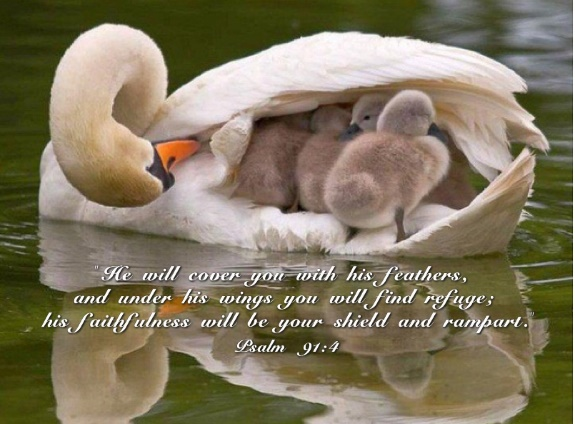 "He will cover you with his feathers,
and under his wings you will find refuge;
his faithfulness will be your shield and rampart."
Psalm 91:4